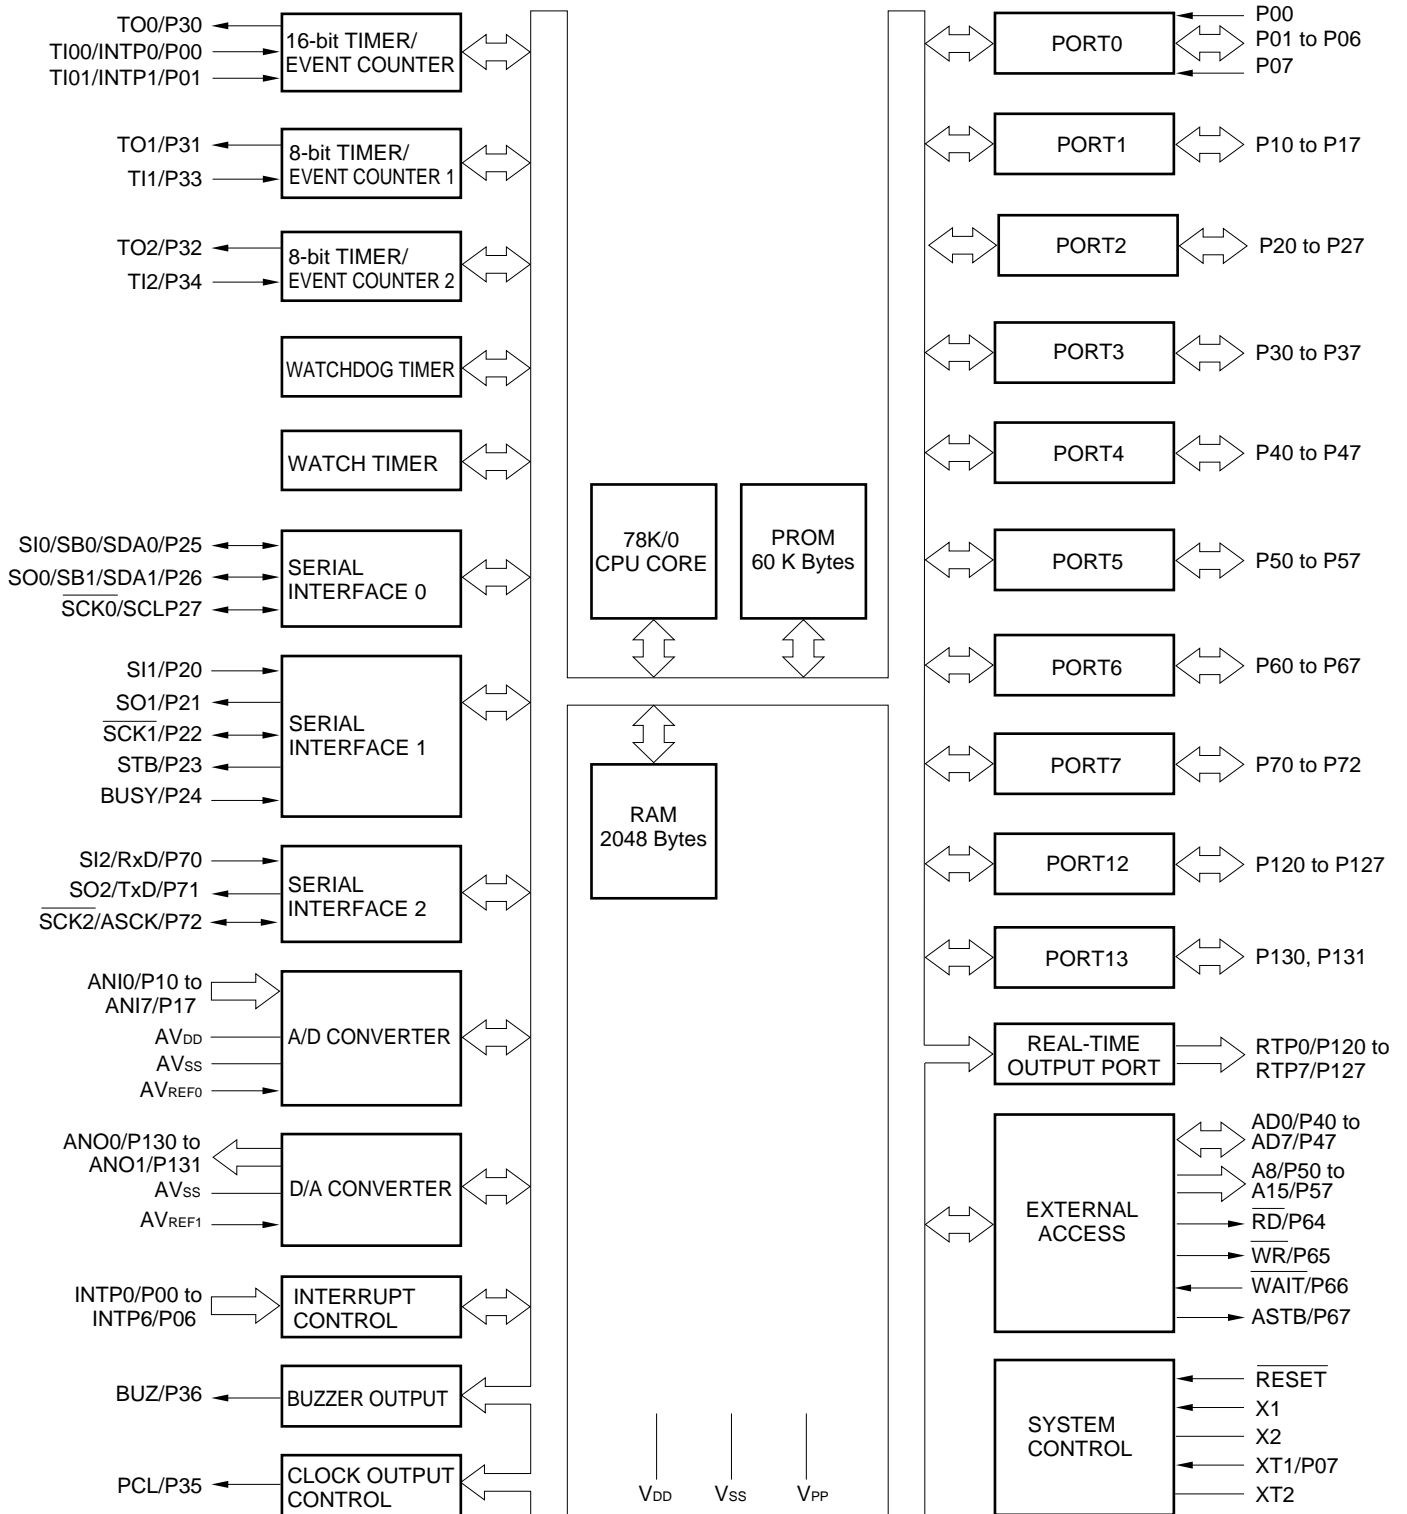 TO0/P30
TI00/INTP0/P00
TI01/INTP1/P01
16-bit TIMER/
EVENT COUNTER
TO1/P31
TI1/P33
8-bit TIMER/
EVENT COUNTER 1
TO2/P32
TI2/P34
8-bit TIMER/
EVENT COUNTER 2
WATCHDOG TIMER
WATCH TIMER
SI0/SB0/SDA0/P25
SO0/SB1/SDA1/P26
SCK0/SCLP27
SERIAL
INTERFACE 0
SI1/P20
SO1/P21
SCK1/P22
STB/P23
BUSY/P24
SERIAL
INTERFACE 1
SI2/RxD/P70
SO2/TxD/P71
SCK2/ASCK/P72
SERIAL
INTERFACE 2
ANI0/P10 to
ANI7/P17
AVDD
AVSS
AVREF0
A/D CONVERTER
ANO0/P130 to
ANO1/P131
AVSS
AVREF1
D/A CONVERTER
INTP0/P00 to
INTP6/P06
INTERRUPT
CONTROL
BUZ/P36
BUZZER OUTPUT
PCL/P35
CLOCK OUTPUT
CONTROL
78K/0
CPU CORE
PROM
60 K Bytes
RAM
2048 Bytes
VDD
VSS
VPP
PORT0
P00
P01 to P06
P07
PORT1
P10 to P17
PORT2
P20 to P27
PORT3
P30 to P37
PORT4
P40 to P47
PORT5
P50 to P57
PORT6
P60 to P67
PORT7
P70 to P72
PORT12
P120 to P127
PORT13
P130, P131
REAL-TIME
OUTPUT PORT
RTP0/P120 to
RTP7/P127
EXTERNAL
ACCESS
AD0/P40 to
AD7/P47
A8/P50 to
A15/P57
RD/P64
WR/P65
WAIT/P66
ASTB/P67
SYSTEM
CONTROL
RESET
X1
X2
XT1/P07
XT2